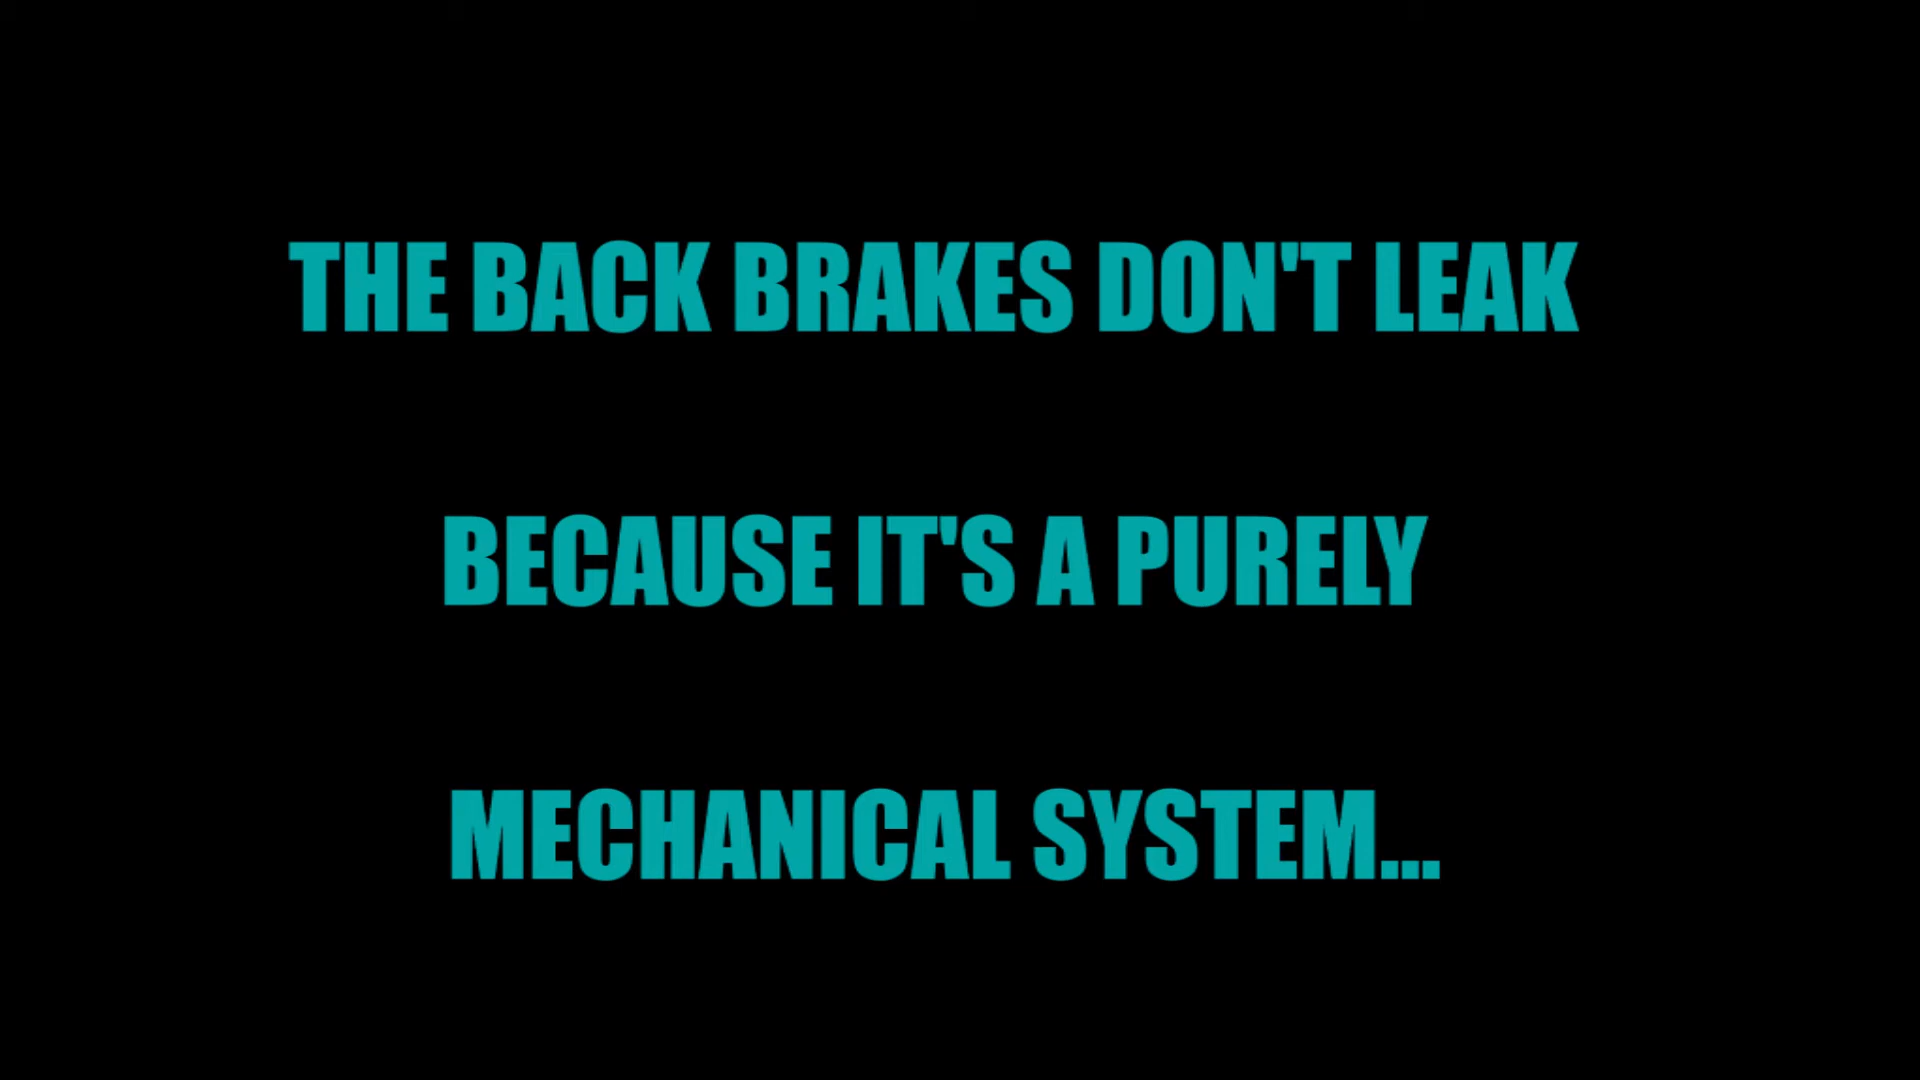 THE BACK BRAKES DON'T LEAK
BECAUSE IT'S A PURELY
MECHANICAL SYSTEM...